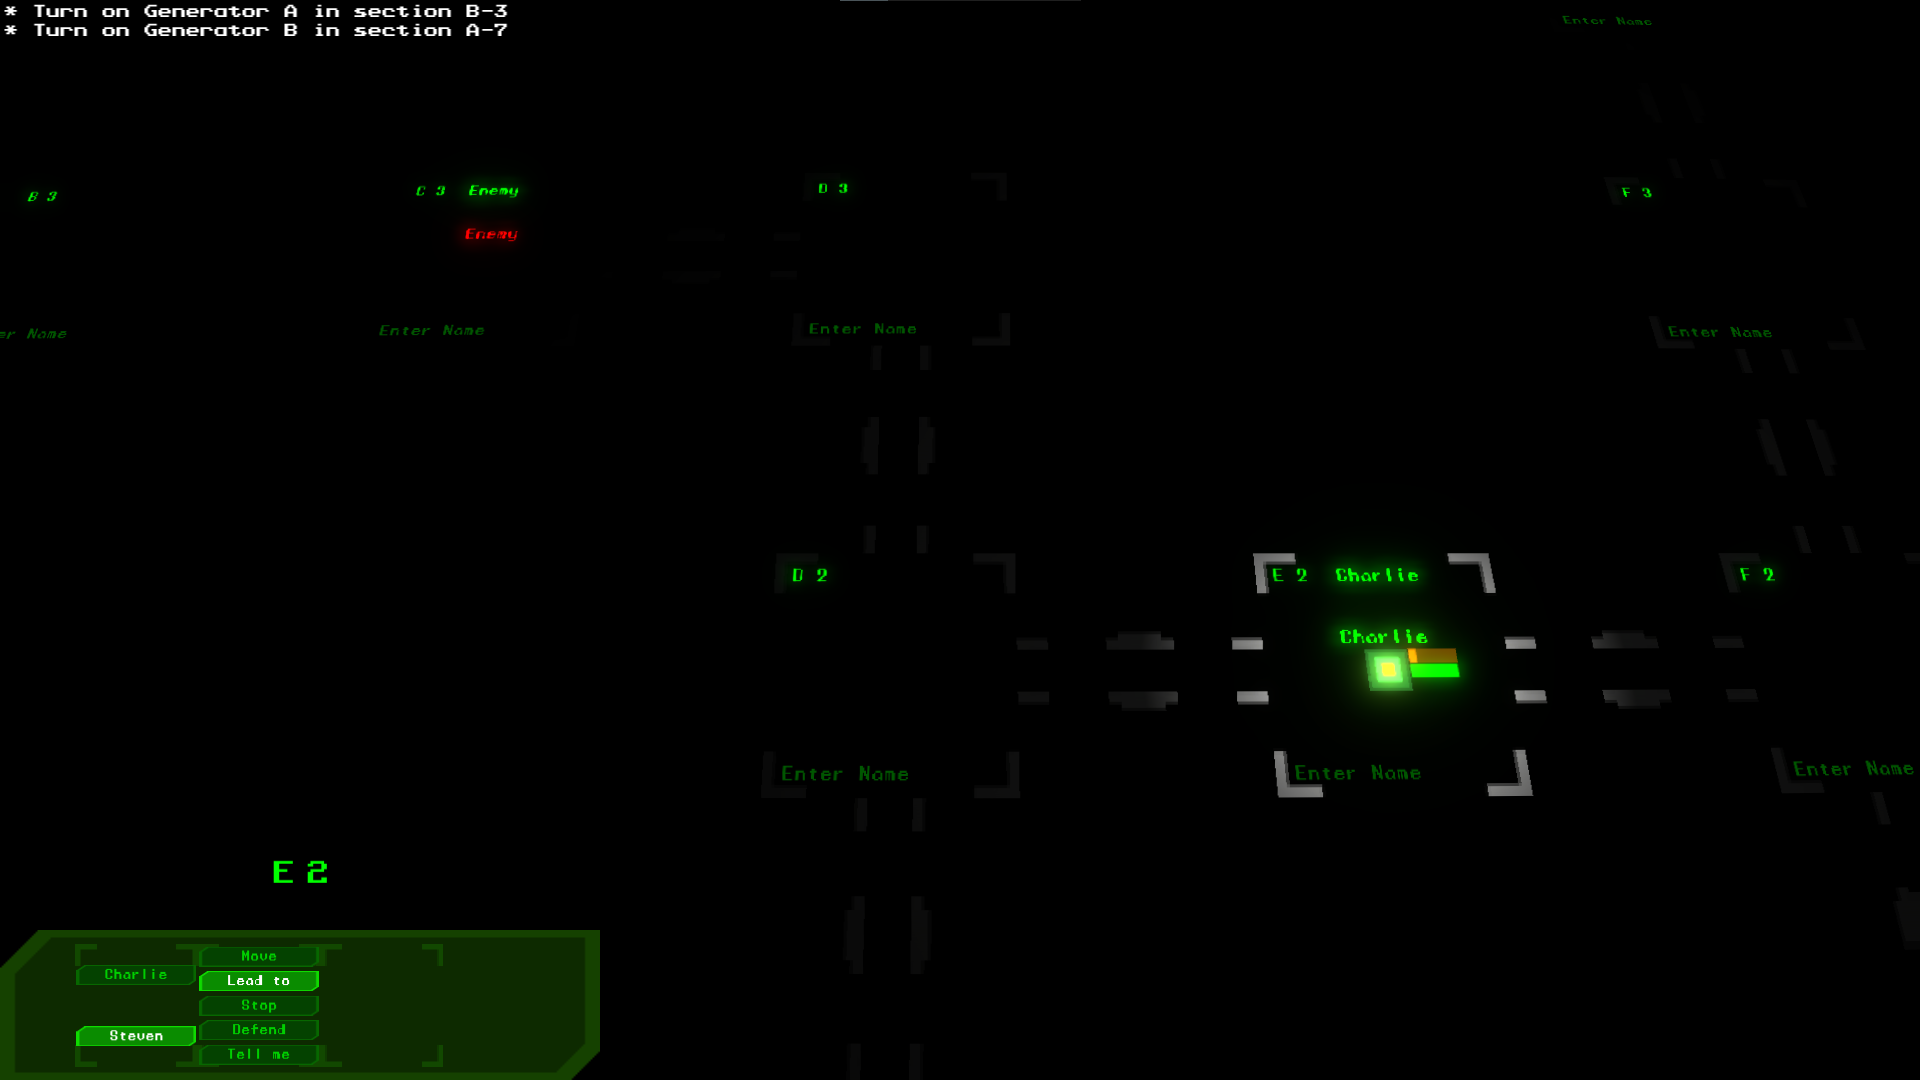 * Turn on Generator A in section B-3
* Turn on Generator B in section A-7
Enter Name
B 3
C 3 Enemy
D 3
F 3
Enemy
er Name
Enter Name
Enter Name
Enter Name
D 2
E 2 Charlie
F 2
Charlie
Enter Name
Enter Name
Enter Name
E 2
Move
Charlie
Lead to
Stop
Steven
Defend
Tell me